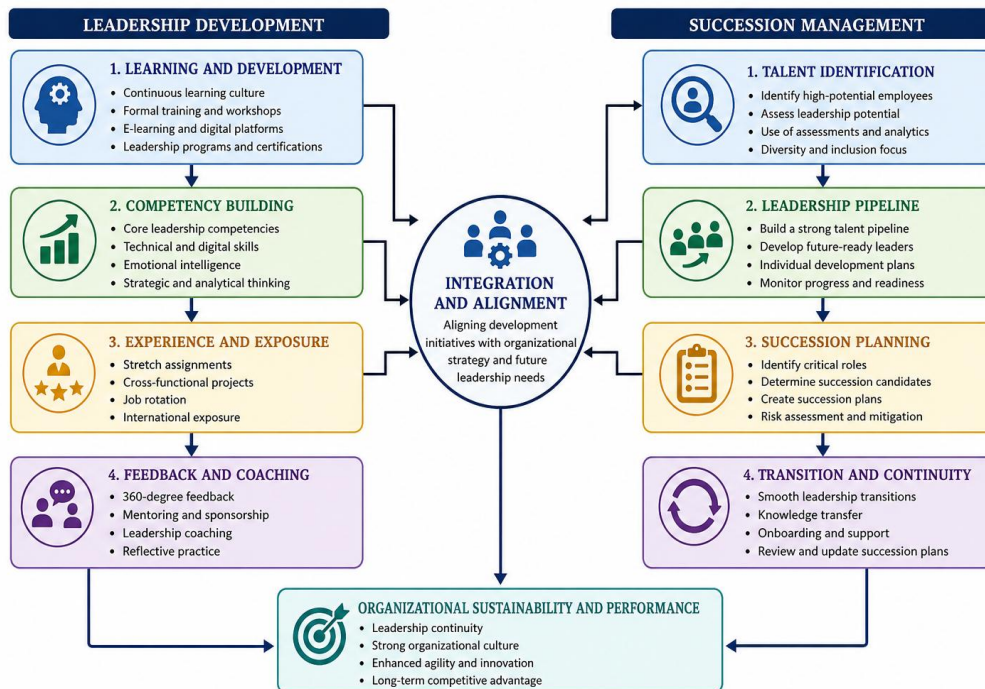 LEADERSHIP DEVELOPMENT
1. LEARNING AND DEVELOPMENT
• Continuous learning culture
• Formal training and workshops
• E-learning and digital platforms
• Leadership programs and certifications
2. COMPETENCY BUILDING
• Core leadership competencies
• Technical and digital skills
• Emotional intelligence
• Strategic and analytical thinking
3. EXPERIENCE AND EXPOSURE
• Stretch assignments
• Cross-functional projects
• Job rotation
• International exposure
4. FEEDBACK AND COACHING
• 360-degree feedback
• Mentoring and sponsorship
• Leadership coaching
• Reflective practice
INTEGRATION
AND ALIGNMENT
Aligning development
initiatives with organizational
strategy and future
leadership needs
SUCCESSION MANAGEMENT
1. TALENT IDENTIFICATION
• Identify high-potential employees
• Assess leadership potential
• Use of assessments and analytics
• Diversity and inclusion focus
2. LEADERSHIP PIPELINE
• Build a strong talent pipeline
• Develop future-ready leaders
• Individual development plans
• Monitor progress and readiness
3. SUCCESSION PLANNING
• Identify critical roles
• Determine succession candidates
• Create succession plans
• Risk assessment and mitigation
4. TRANSITION AND CONTINUITY
• Smooth leadership transitions
• Knowledge transfer
• Onboarding and support
• Review and update succession plans
ORGANIZATIONAL SUSTAINABILITY AND PERFORMANCE
• Leadership continuity
• Strong organizational culture
• Enhanced agility and innovation
• Long-term competitive advantage